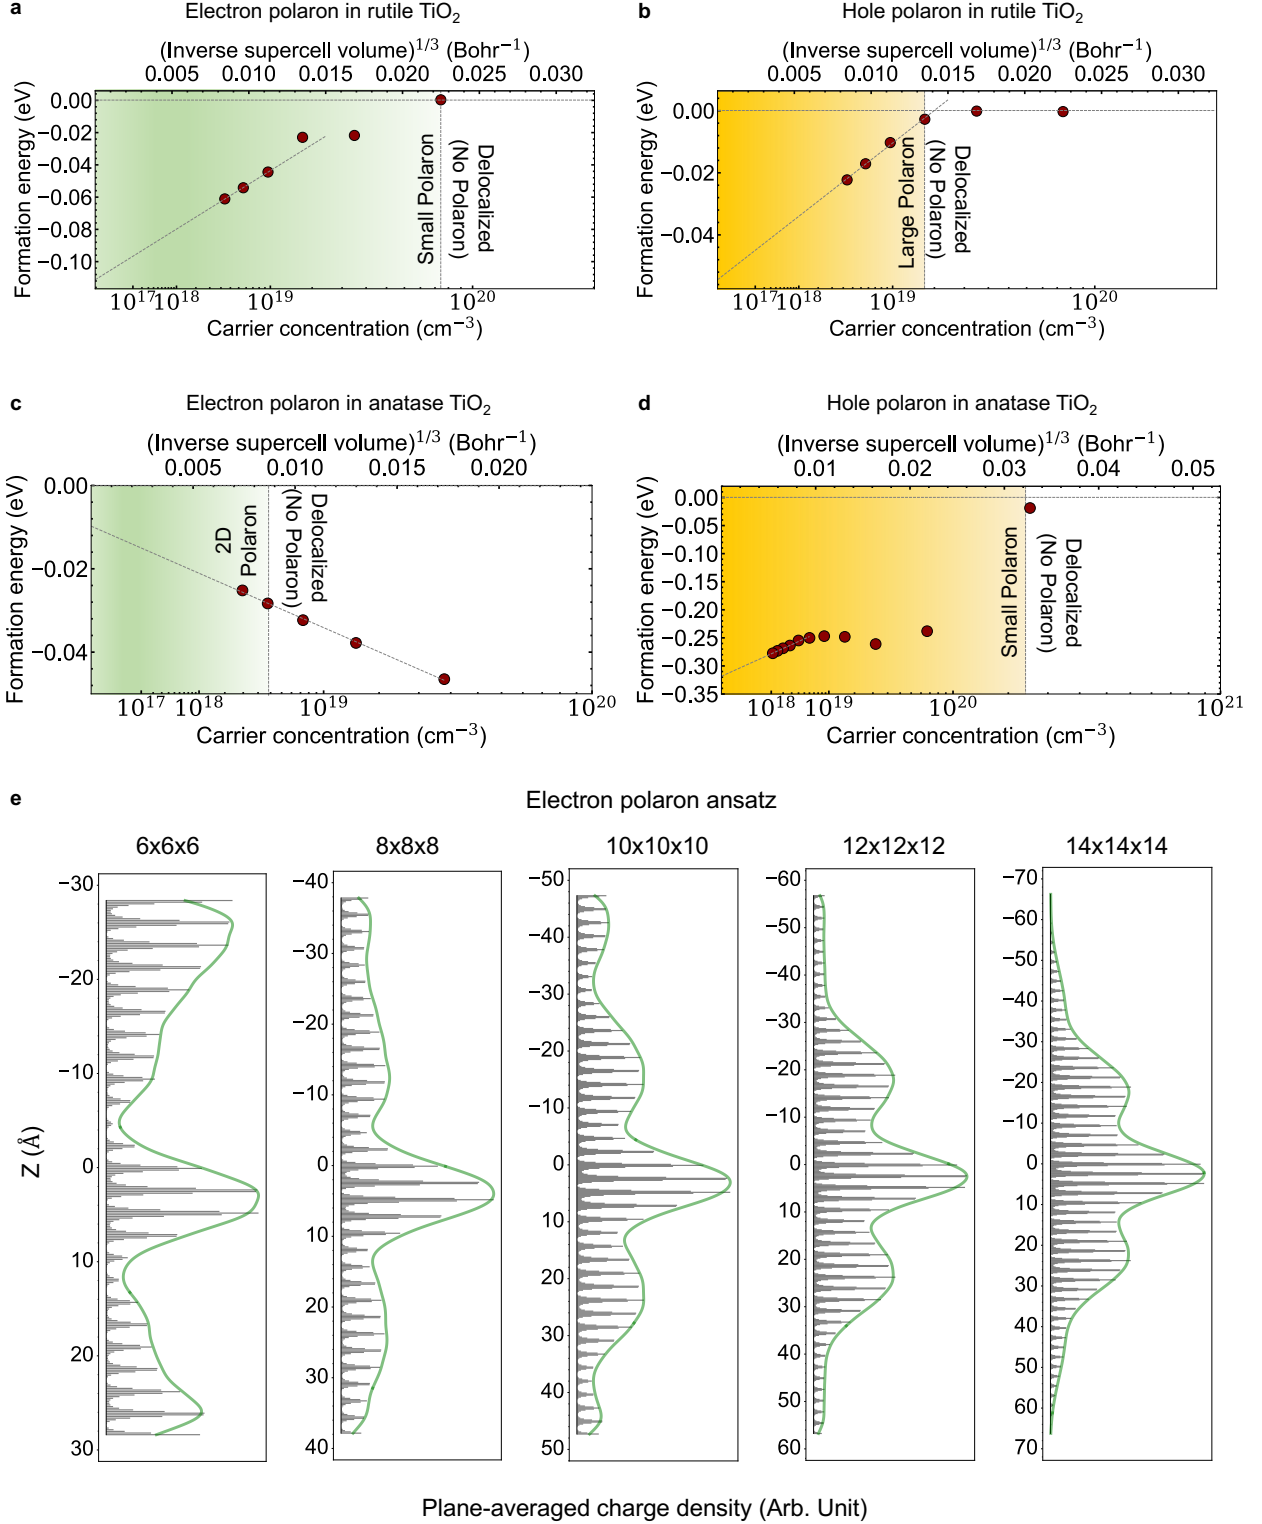 a
Electron polaron in rutile TiO₂
(Inverse supercell volume)^1/3 (Bohr⁻¹)
0.005 0.010 0.015 0.020 0.025 0.030
Formation energy (eV)
0.00
−0.02
−0.04
−0.06
−0.08
−0.10
Small Polaron
Delocalized
(No Polaron)
10¹⁷ 10¹⁸ 10¹⁹ 10²⁰
Carrier concentration (cm⁻³)
b
Hole polaron in rutile TiO₂
(Inverse supercell volume)^1/3 (Bohr⁻¹)
0.005 0.010 0.015 0.020 0.025 0.030
Formation energy (eV)
0.00
−0.02
−0.04
Large Polaron
Delocalized
(No Polaron)
10¹⁷ 10¹⁸ 10¹⁹ 10²⁰
Carrier concentration (cm⁻³)
c
Electron polaron in anatase TiO₂
(Inverse supercell volume)^1/3 (Bohr⁻¹)
0.005 0.010 0.015 0.020
Formation energy (eV)
0.00
−0.02
−0.04
2D
Polaron
Delocalized
(No Polaron)
10¹⁷ 10¹⁸ 10¹⁹ 10²⁰
Carrier concentration (cm⁻³)
d
Hole polaron in anatase TiO₂
(Inverse supercell volume)^1/3 (Bohr⁻¹)
0.01 0.02 0.03 0.04 0.05
Formation energy (eV)
0.00
−0.05
−0.10
−0.15
−0.20
−0.25
−0.30
−0.35
Small Polaron
Delocalized
(No Polaron)
10¹⁸ 10¹⁹ 10²⁰ 10²¹
Carrier concentration (cm⁻³)
e
Electron polaron ansatz
Z (Å)
6x6x6
−30
−20
−10
0
10
20
30
8x8x8
−40
−30
−20
−10
0
10
20
30
40
10x10x10
−50
−40
−30
−20
−10
0
10
20
30
40
50
12x12x12
−60
−50
−40
−30
−20
−10
0
10
20
30
40
50
60
14x14x14
−70
−60
−50
−40
−30
−20
−10
0
10
20
30
40
50
60
70
Plane-averaged charge density (Arb. Unit)